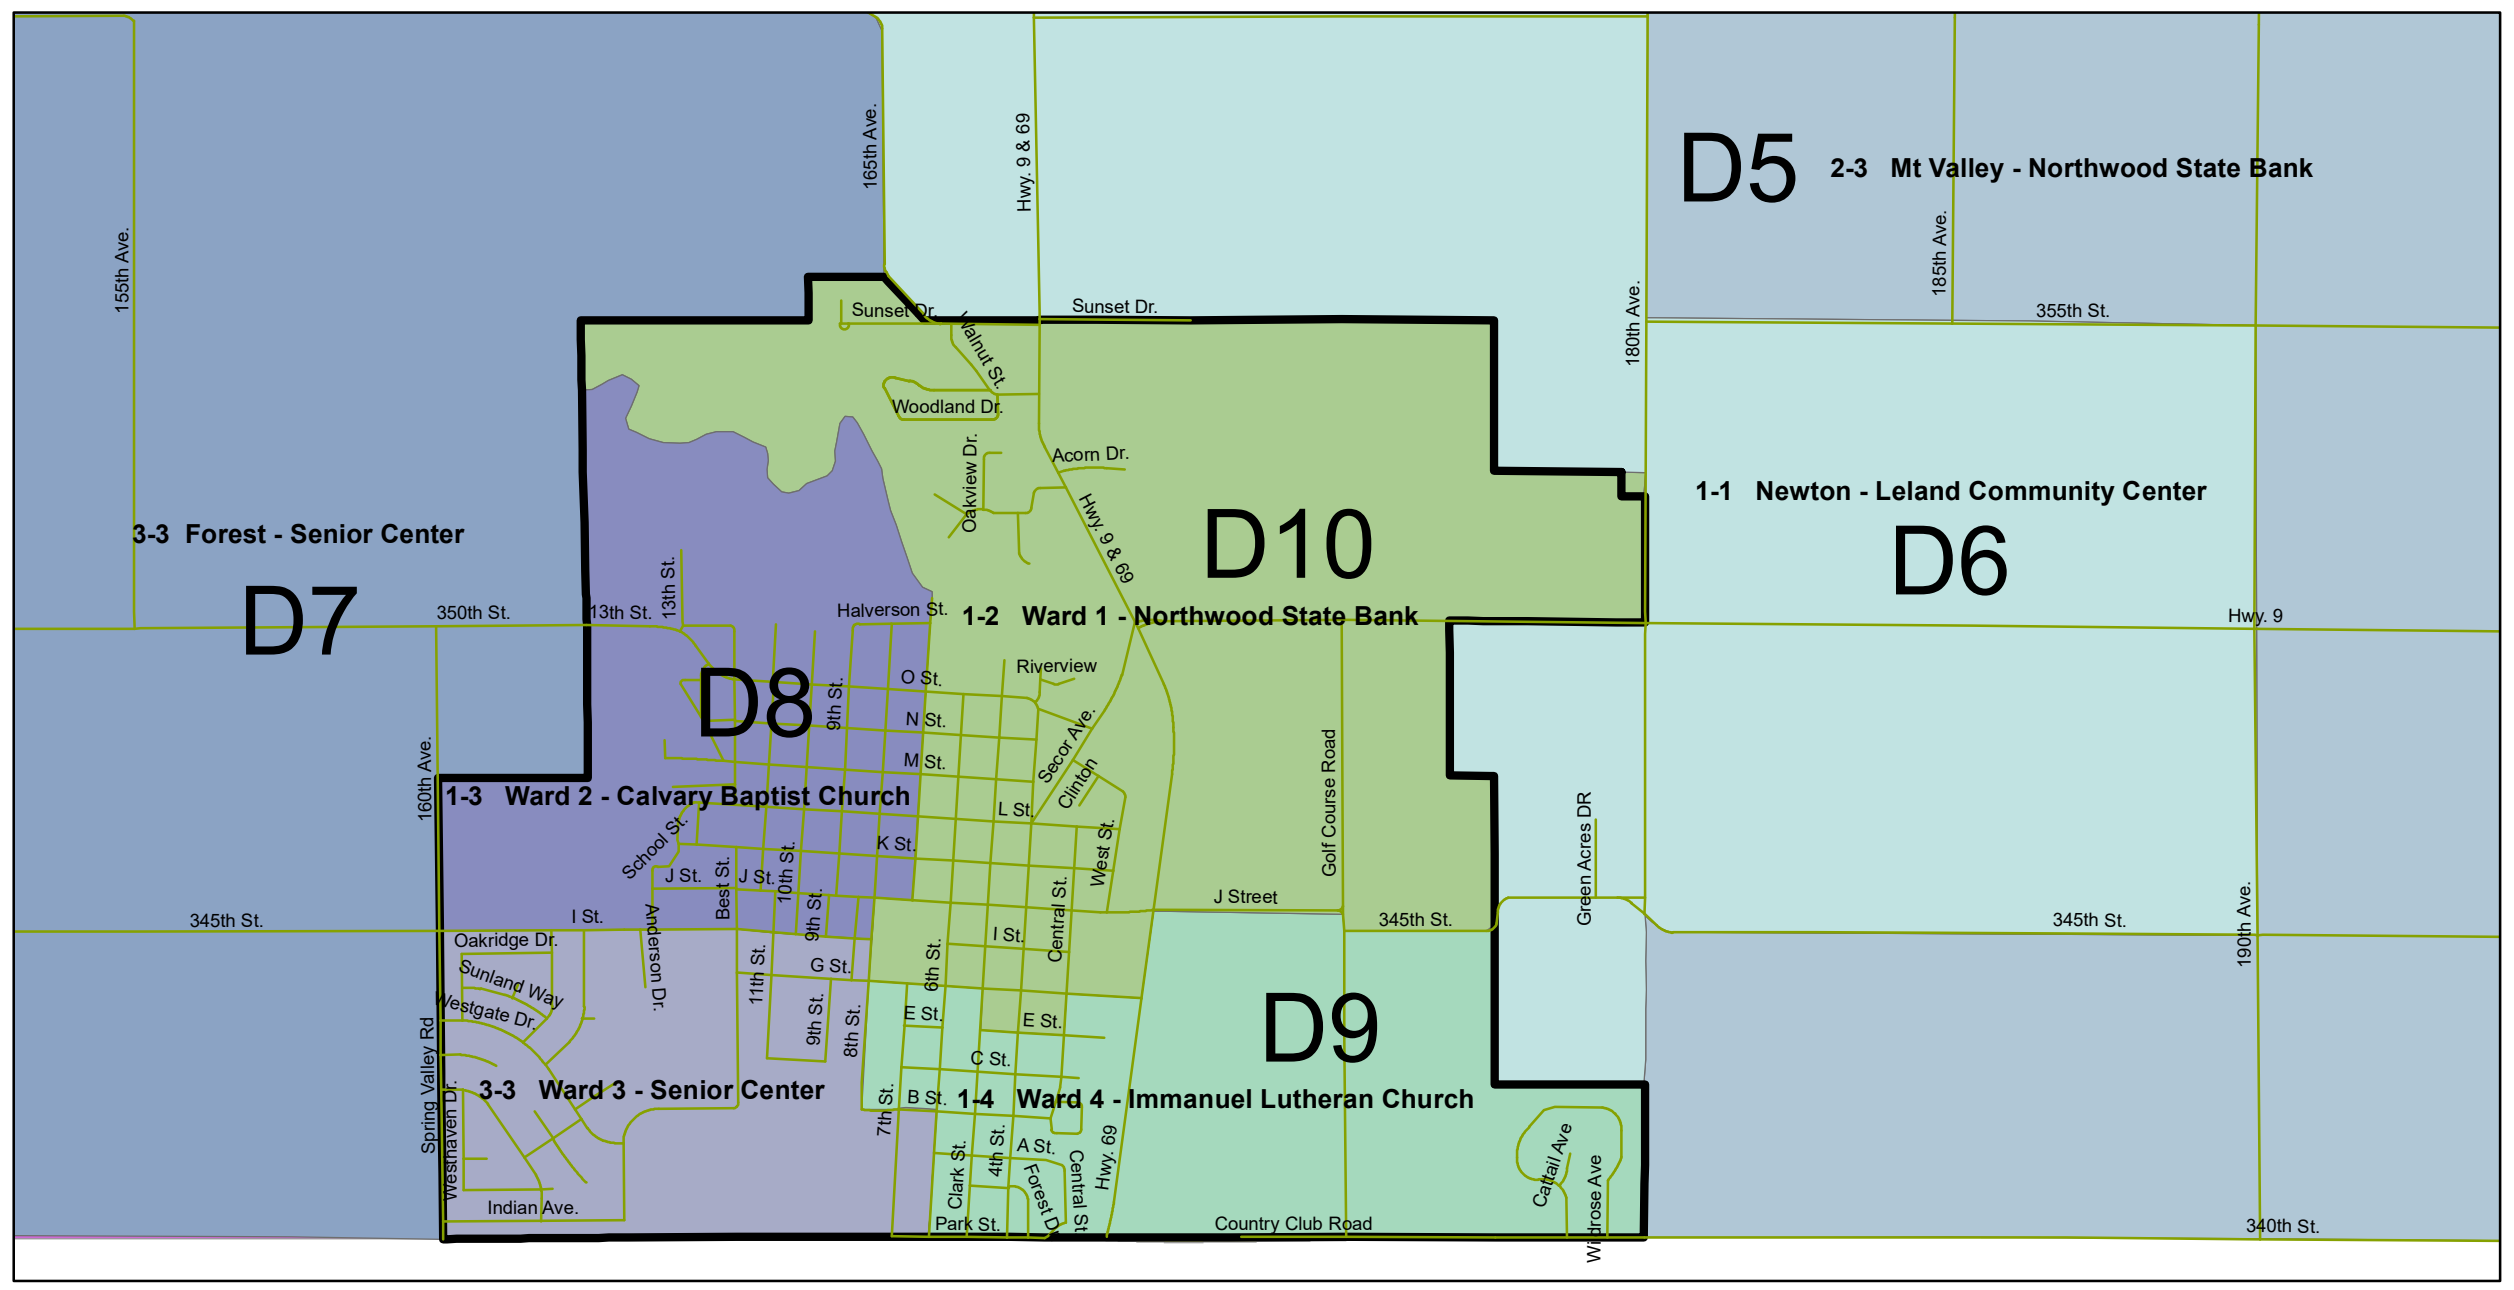 165th Ave.
Hwy. 9 & 69
D5
2-3 Mt Valley - Northwood State Bank
155th Ave.
185th Ave.
180th Ave.
Sunset Dr.
Sunset Dr.
355th St.
Walnut St.
Woodland Dr.
Oakview Dr.
Acorn Dr.
Hwy. 9 & 69
D10
1-1 Newton - Leland Community Center
D6
3-3 Forest - Senior Center
D7
350th St.
13th St.
13th St.
Halverson St.
1-2 Ward 1 - Northwood State Bank
Hwy. 9
Riverview
O St.
D8
9th St.
N St.
M St.
Secor Ave.
Clinton
Golf Course Road
160th Ave.
1-3 Ward 2 - Calvary Baptist Church
L St.
School St.
K St.
West St.
Green Acres DR
J St.
Best St.
J St.
10th St.
9th St.
J Street
345th St.
I St.
Anderson Dr.
Central St.
345th St.
345th St.
190th Ave.
Oakridge Dr.
I St.
Sunland Way
11th St.
G St.
6th St.
Westgate Dr.
9th St.
8th St.
E St.
E St.
D9
Spring Valley Rd
C St.
3-3 Ward 3 - Senior Center
Westhaven Dr.
7th St.
B St.
1-4 Ward 4 - Immanuel Lutheran Church
A St.
Clark St.
4th St.
Forest D
Central St
Hwy. 69
Cattail Ave
Wildrose Ave
Indian Ave.
Park St.
Country Club Road
340th St.